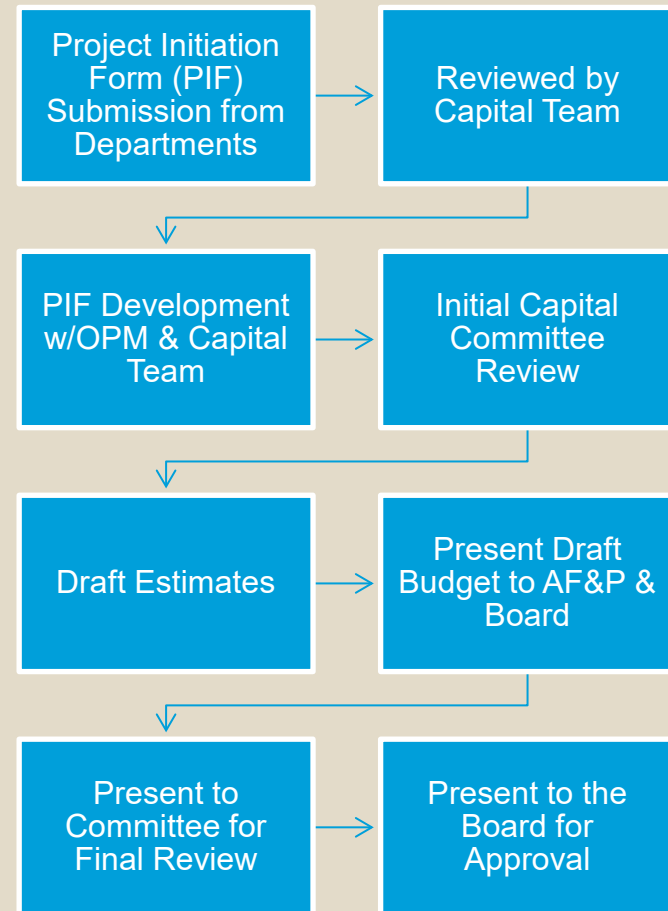 Project Initiation
Form (PIF)
Submission from
Departments
Reviewed by
Capital Team
PIF Development
w/OPM & Capital
Team
Initial Capital
Committee
Review
Draft Estimates
Present Draft
Budget to AF&P &
Board
Present to
Committee for
Final Review
Present to the
Board for
Approval